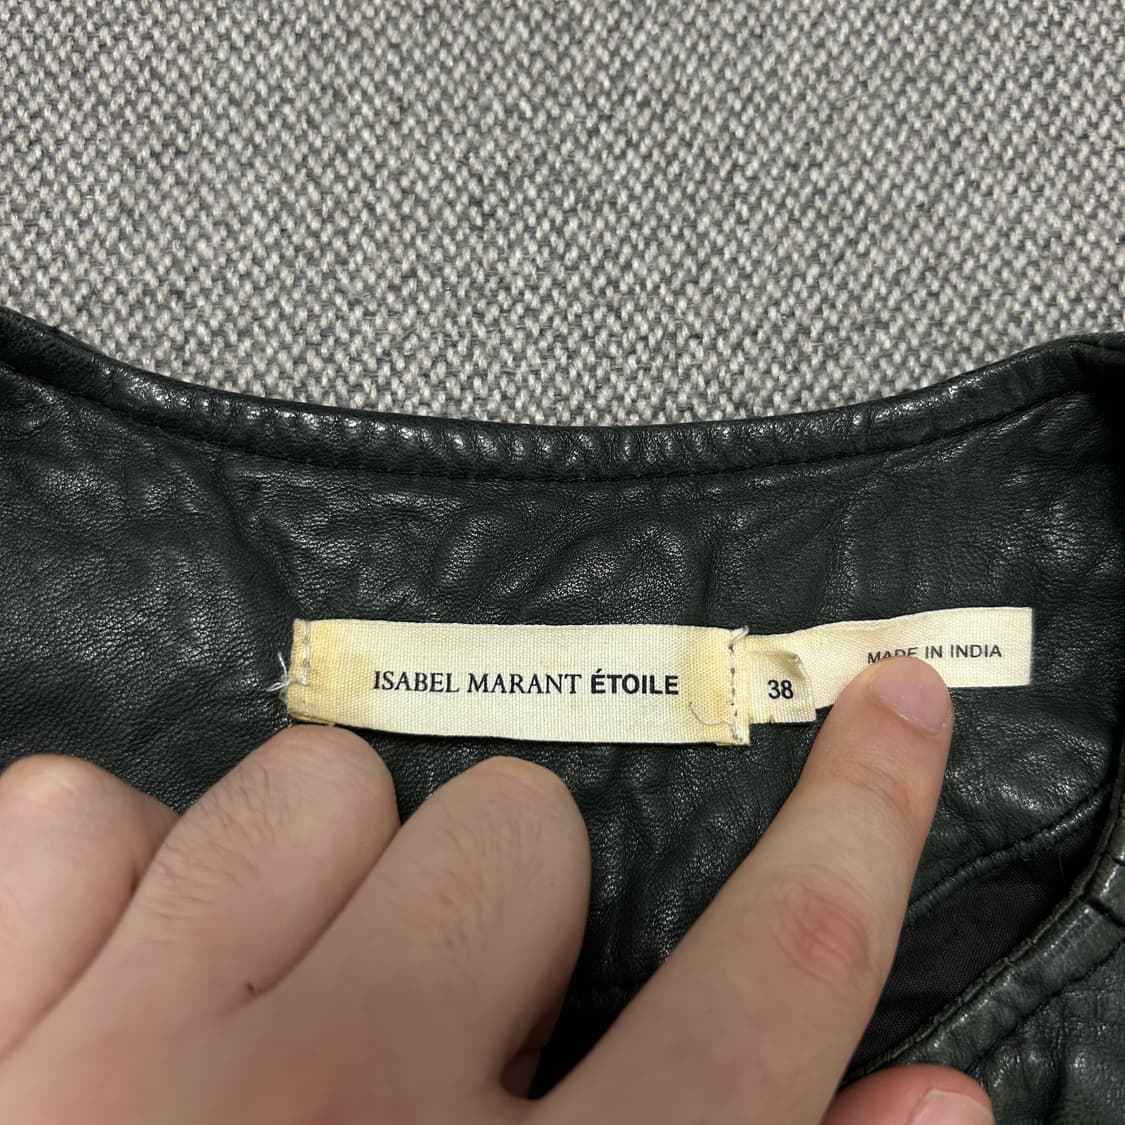 ISABEL MARANT ÉTOILE
38
MADE IN INDIA